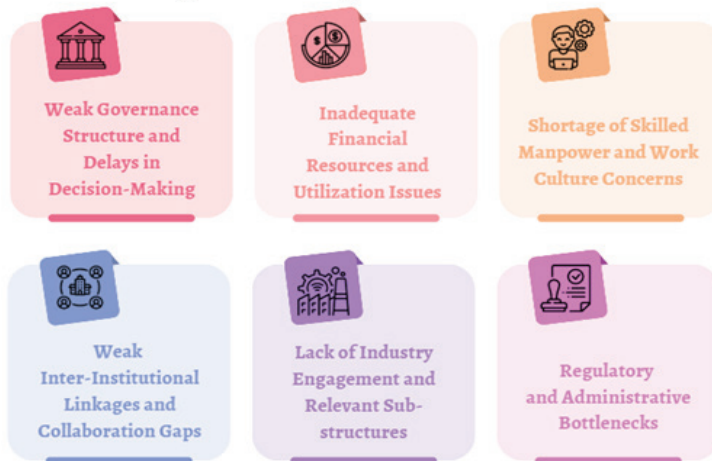 Weak Governance
Structure and
Delays in
Decision-Making
Inadequate
Financial
Resources and
Utilization Issues
Shortage of Skilled
Manpower and Work
Culture Concerns
Weak
Inter-Institutional
Linkages and
Collaboration Gaps
Lack of Industry
Engagement and
Relevant Sub-
structures
Regulatory
and Administrative
Bottlenecks